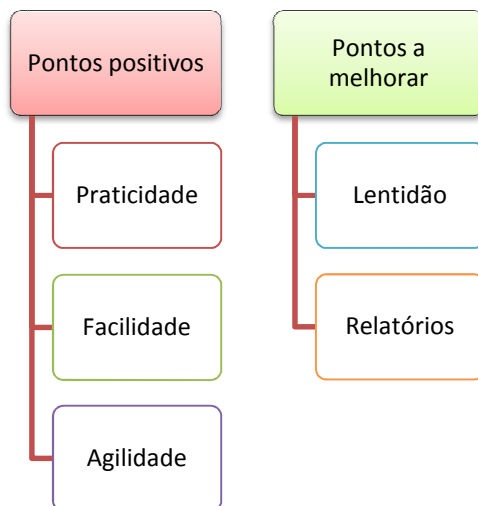 Pontos positivos
Praticidade
Facilidade
Agilidade
Pontos a
melhorar
Lentidão
Relatórios